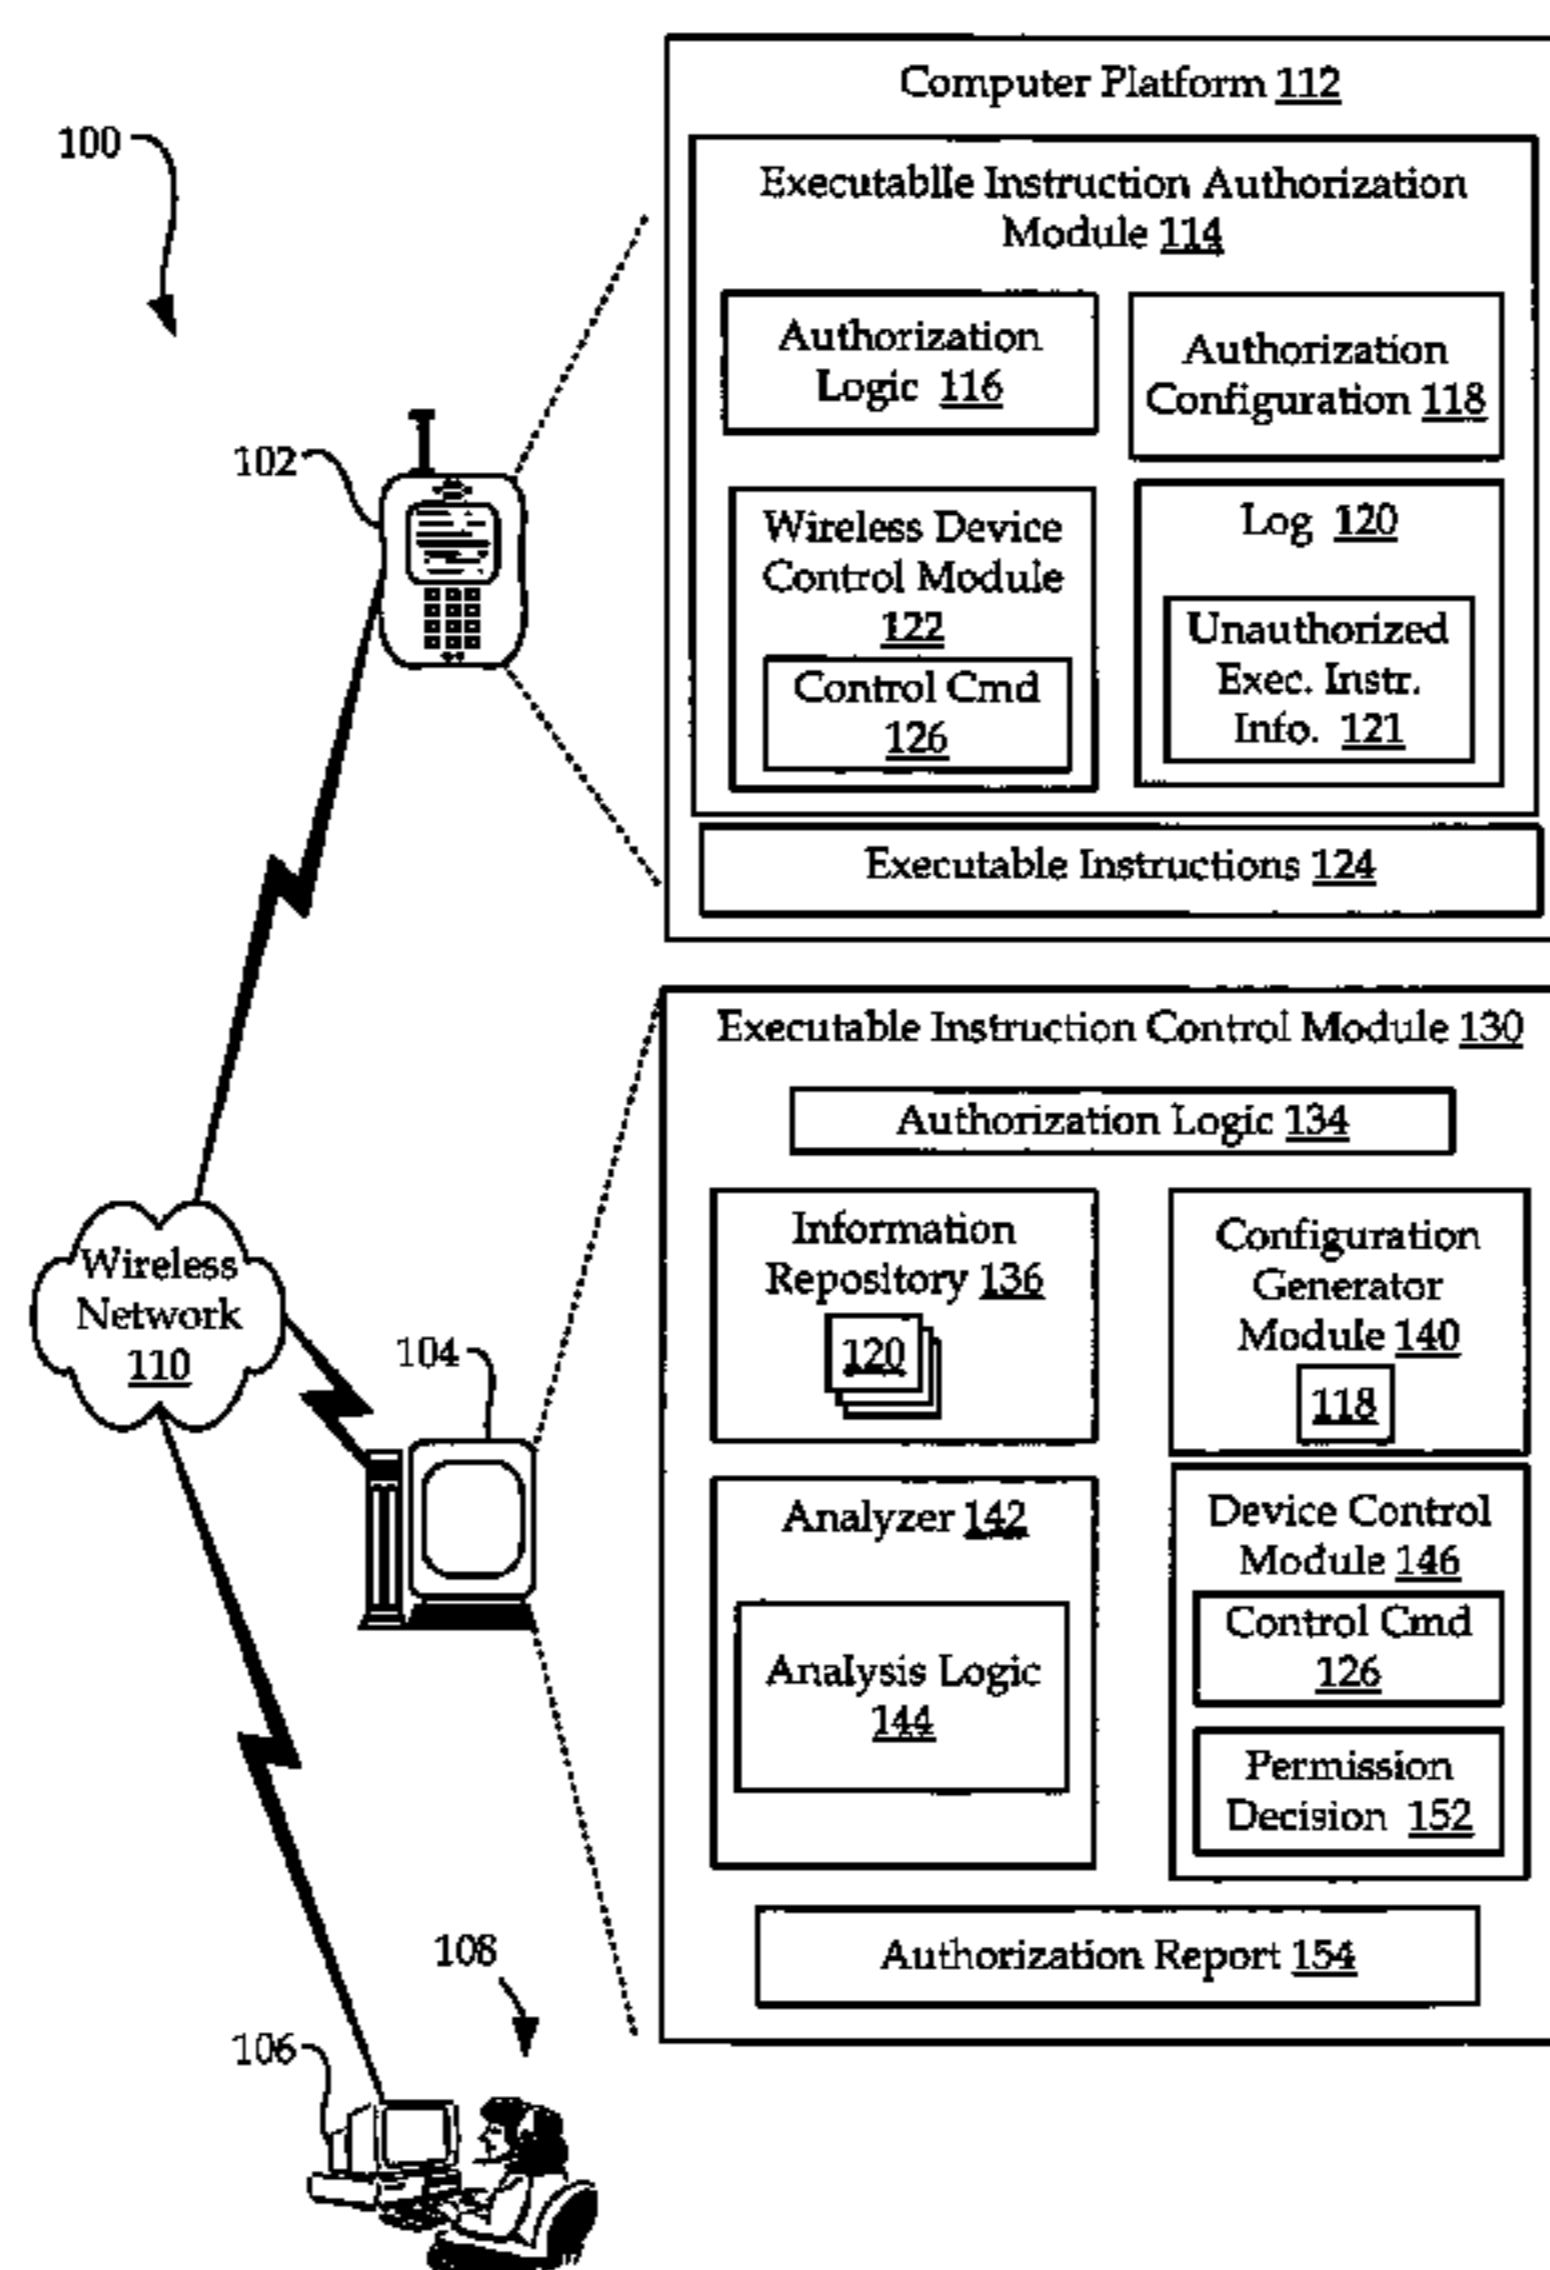 Computer Platform 112
100
Executablle Instruction Authorization
Module 114
Authorization
Logic 116
Authorization
Configuration 118
102
Wireless Device
Control Module
122
Control Cmd
126
Log 120
Unauthorized
Exec. Instr.
Info. 121
Executable Instructions 124
Executable Instruction Control Module 130
Authorization Logic 134
Information
Repository 136
120
Configuration
Generator
Module 140
118
Wireless
Network
110
104
Analyzer 142
Analysis Logic
144
Device Control
Module 146
Control Cmd
126
Permission
Decision 152
Authorization Report 154
108
106